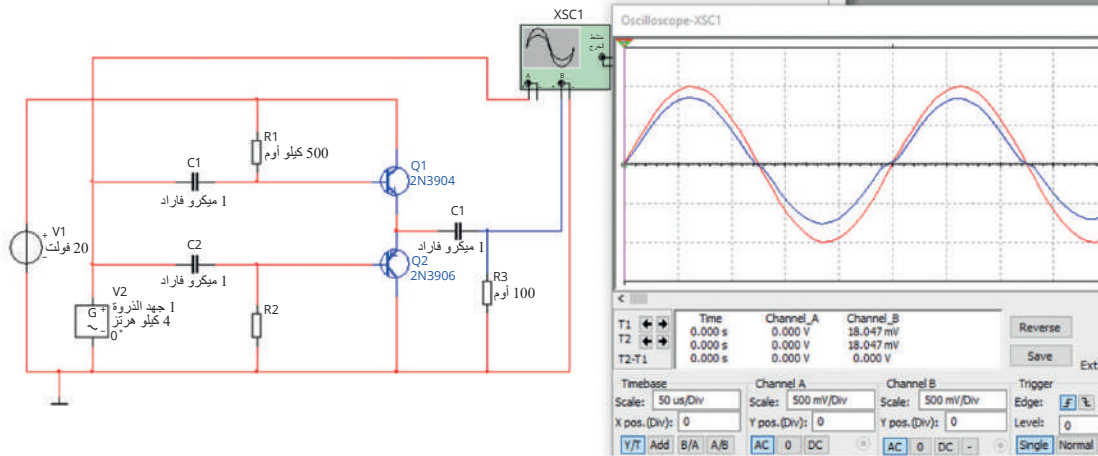 XSC1
مخطط
الخرج
A
B
R1
500 كيلو أوم
C1
1 ميكرو فاراد
Q1
2N3904
V1
20 فولت
C2
1 ميكرو فاراد
C1
1 ميكرو فاراد
Q2
2N3906
R3
100 أوم
V2
1 جهد الذروة
4 كيلو هرتز
0°
G
R2
Oscilloscope-XSC1
Time Channel_A Channel_B
T1 0.000 s 0.000 V 18.047 mV
T2 0.000 s 0.000 V 18.047 mV
T2-T1 0.000 s 0.000 V 0.000 V
Reverse
Save
Ext
Timebase
Scale: 50 us/Div
X pos.(Div): 0
Y/T Add B/A A/B
Channel A
Scale: 500 mV/Div
Y pos.(Div): 0
AC 0 DC
Channel B
Scale: 500 mV/Div
Y pos.(Div): 0
AC 0 DC -
Trigger
Edge:
Level: 0
Single Normal